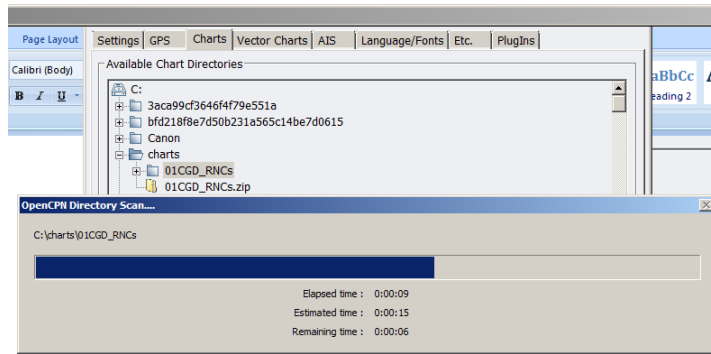 Page Layout
Settings GPS Charts Vector Charts AIS Language/Fonts Etc. PlugIns
Calibri (Body)
Available Chart Directories
aBbCc
B I U
eading 2
C:
3aca99cf3646f4f79e551a
bfd218f8e7d50b231a565c14be7d0615
Canon
charts
01CGD_RNCs
01CGD_RNCs.zip
OpenCPN Directory Scan....
C:\charts\01CGD_RNCs
Elapsed time : 0:00:09
Estimated time : 0:00:15
Remaining time : 0:00:06